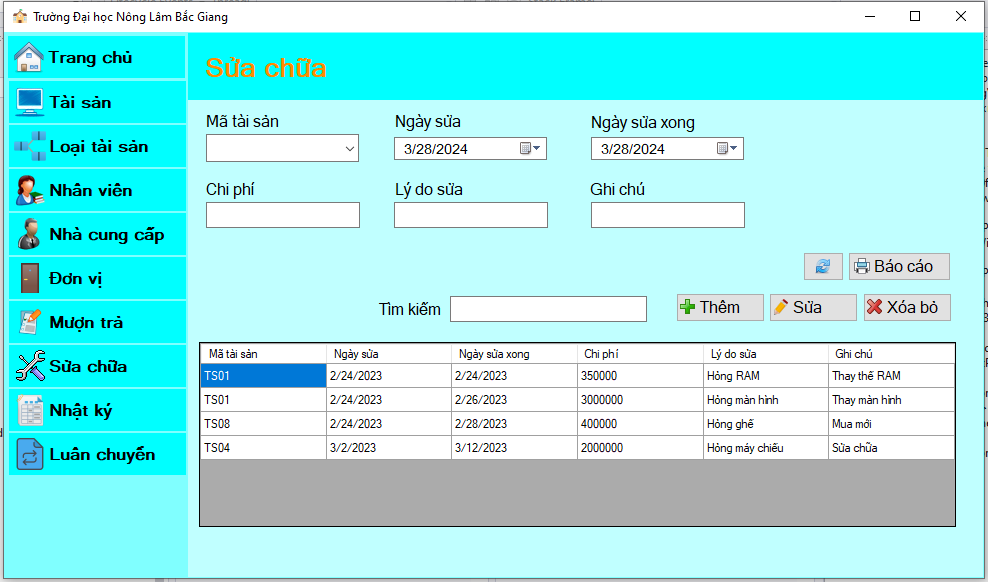 Trường Đại học Nông Lâm Bắc Giang
Trang chủ
Tài sản
Loại tài sản
Nhân viên
Nhà cung cấp
Đơn vị
Mượn trả
Sửa chữa
Nhật ký
Luân chuyển
Sửa chữa
Mã tài sản Ngày sửa Ngày sửa xong
3/28/2024 3/28/2024
Chi phí Lý do sửa Ghi chú
Báo cáo
Tìm kiếm Thêm Sửa Xóa bỏ
Mã tài sản Ngày sửa Ngày sửa xong Chi phí Lý do sửa Ghi chú
TS01 2/24/2023 2/24/2023 350000 Hỏng RAM Thay thế RAM
TS01 2/24/2023 2/26/2023 3000000 Hỏng màn hình Thay màn hình
TS08 2/24/2023 2/28/2023 400000 Hỏng ghế Mua mới
TS04 3/2/2023 3/12/2023 2000000 Hỏng máy chiếu Sửa chữa